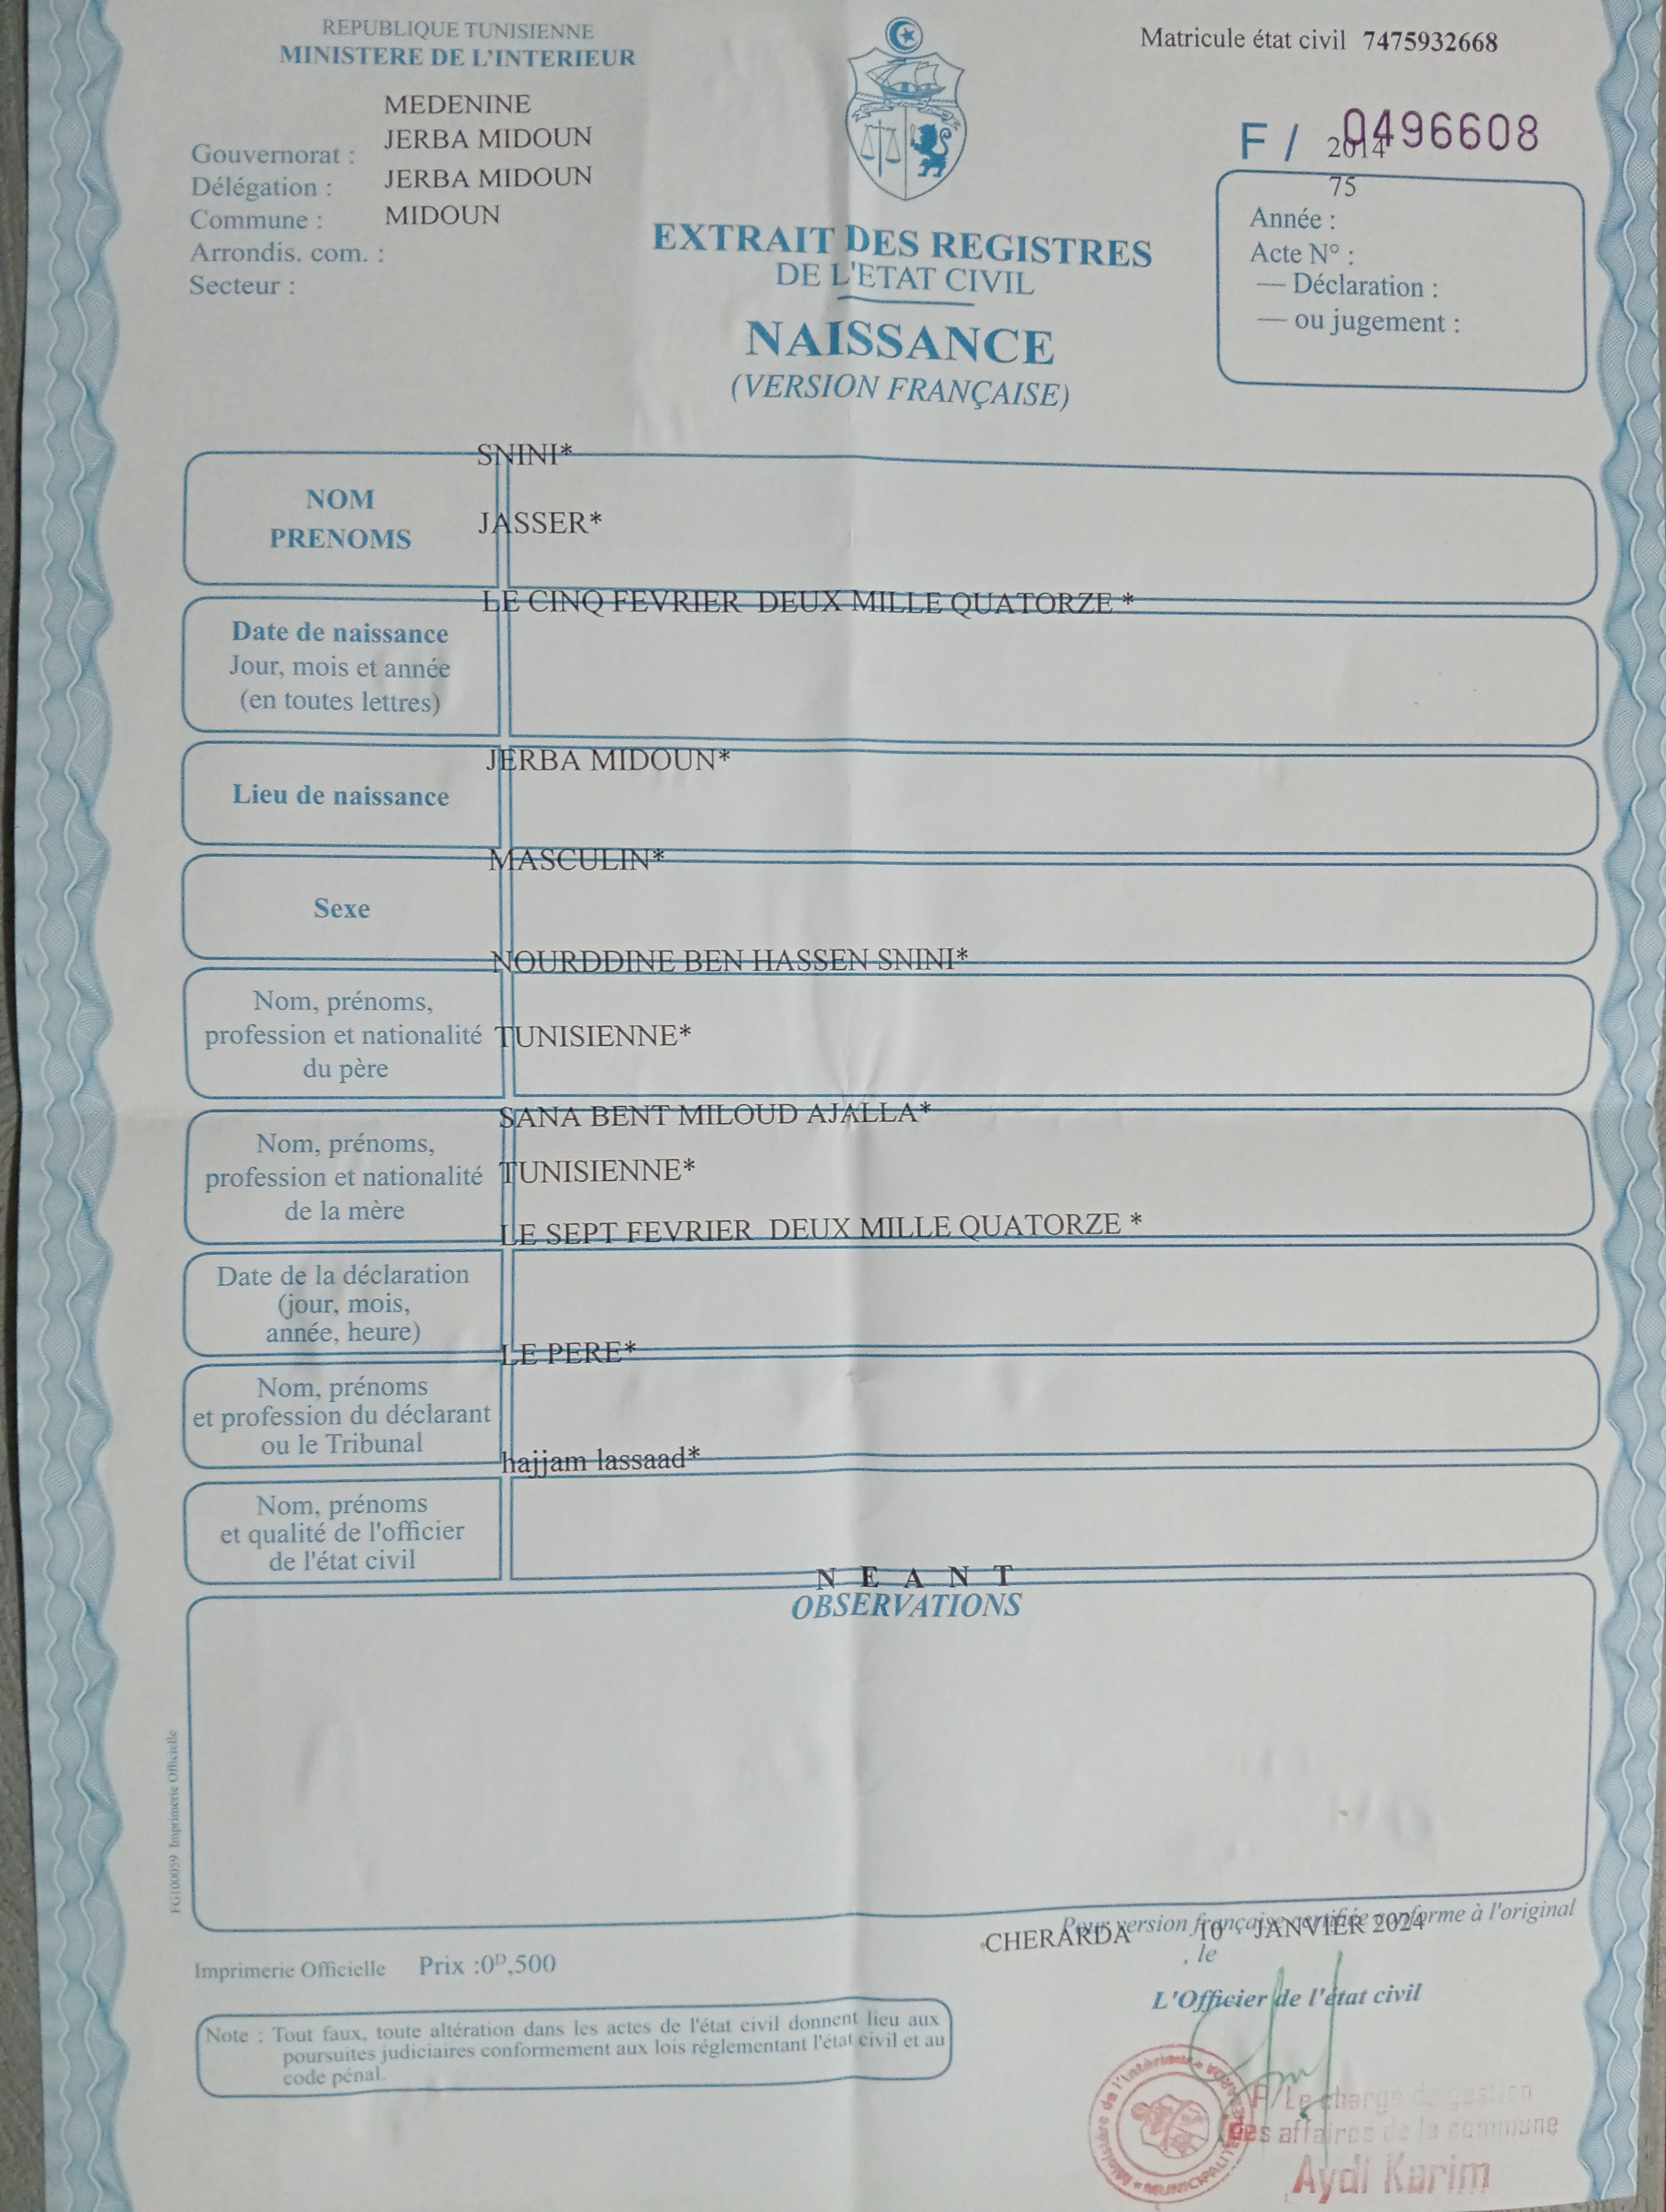 REPUBLIQUE TUNISIENNE
MINISTERE DE L'INTERIEUR
Matricule état civil 7475932668
F / 0496608
2014
75
MEDENINE
JERBA MIDOUN
Gouvernorat :
JERBA MIDOUN
Délégation :
MIDOUN
Commune :
Arrondis. com. :
Secteur :
EXTRAIT DES REGISTRES
DE L'ETAT CIVIL
NAISSANCE
(VERSION FRANÇAISE)
Année :
Acte N° :
— Déclaration :
— ou jugement :
SNINI*
NOM
JASSER*
PRENOMS
LE CINQ FEVRIER DEUX MILLE QUATORZE *
Date de naissance
Jour, mois et année
(en toutes lettres)
JERBA MIDOUN*
Lieu de naissance
MASCULIN*
Sexe
NOURDDINE BEN HASSEN SNINI*
Nom, prénoms,
profession et nationalité TUNISIENNE*
du père
SANA BENT MILOUD AJALLA*
Nom, prénoms,
profession et nationalité TUNISIENNE*
de la mère
LE SEPT FEVRIER DEUX MILLE QUATORZE *
Date de la déclaration
(jour, mois,
année, heure)
LE PERE*
Nom, prénoms
et profession du déclarant
ou le Tribunal
hajjam lassaad*
Nom, prénoms
et qualité de l'officier
de l'état civil
N E A N T
OBSERVATIONS
FG100059 Imprimerie Officielle
Pour version française certifiée conforme à l'original
CHERARDA 10 JANVIER 2024
, le
Imprimerie Officielle Prix :0D,500
L'Officier de l'état civil
Note : Tout faux, toute altération dans les actes de l'état civil donnent lieu aux
poursuites judiciaires conformement aux lois réglementant l'état civil et au
code pénal.
Ministère de l'intérieur
MUNICIPALITE
P/Le charge de gestion
des affaires de la commune
Aydi Karim